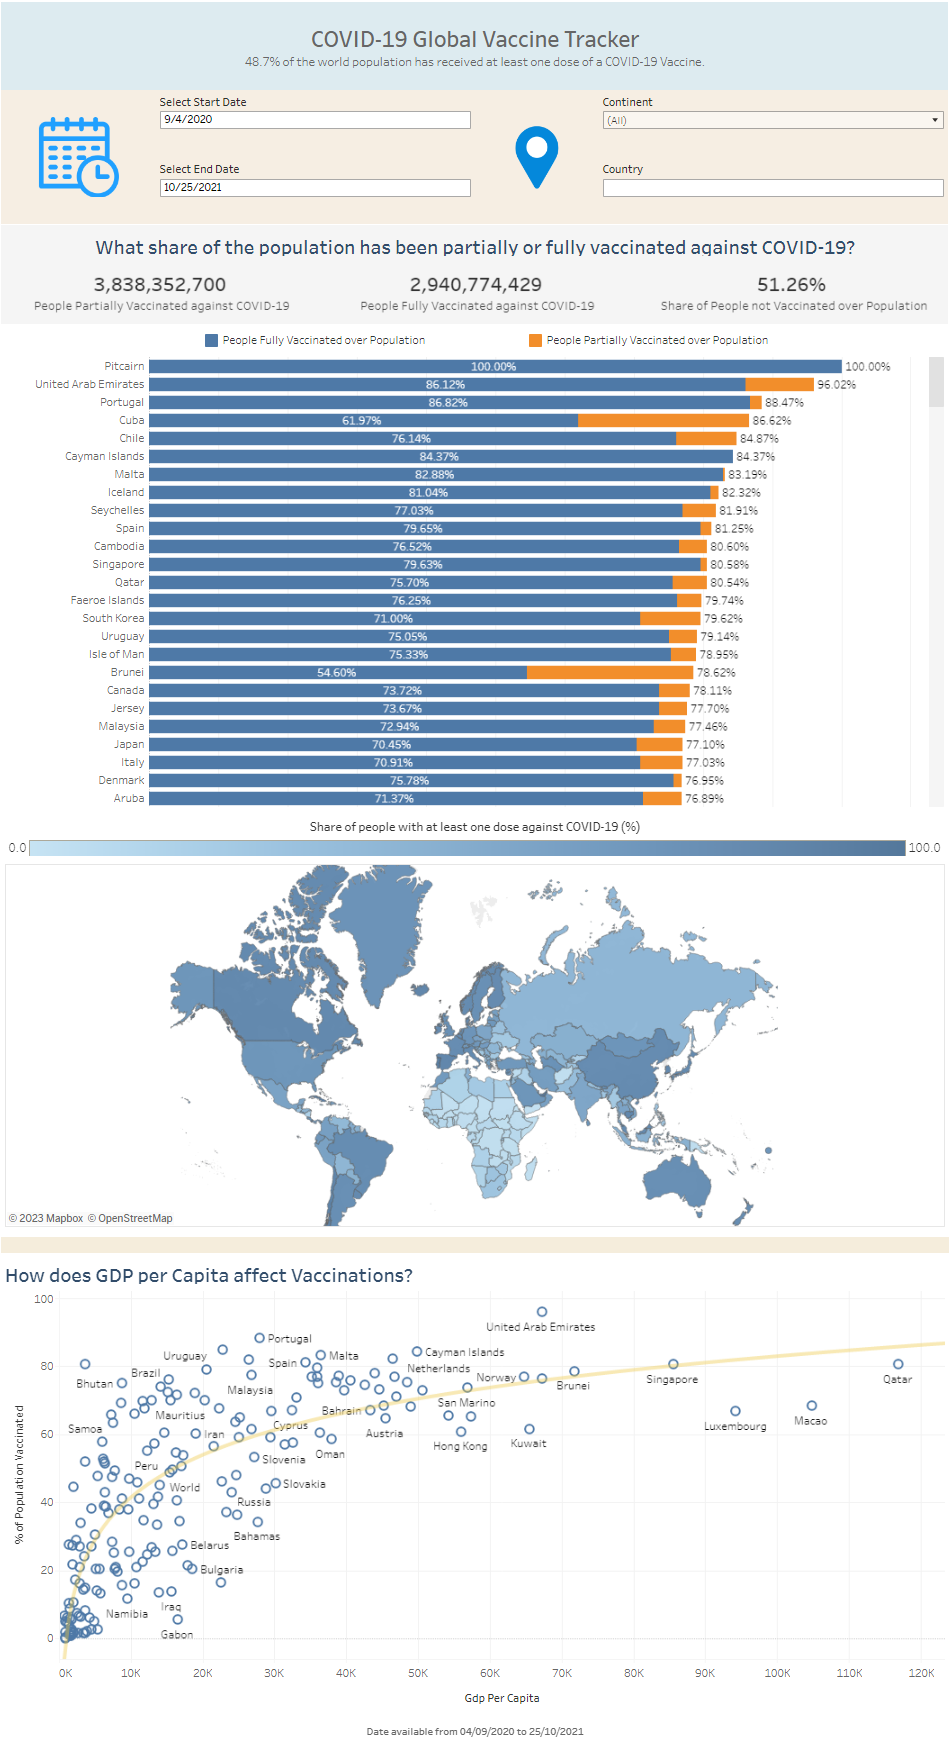 COVID-19 Global Vaccine Tracker
48.7% of the world population has received at least one dose of a COVID-19 Vaccine.
Select Start Date
9/4/2020
Continent
(All)
Select End Date
10/25/2021
Country
What share of the population has been partially or fully vaccinated against COVID-19?
3,838,352,700 2,940,774,429 51.26%
People Partially Vaccinated against COVID-19 People Fully Vaccinated against COVID-19 Share of People not Vaccinated over Population
People Fully Vaccinated over Population People Partially Vaccinated over Population
Pitcairn 100.00% 100.00%
United Arab Emirates 86.12% 96.02%
Portugal 86.82% 88.47%
Cuba 61.97% 86.62%
Chile 76.14% 84.87%
Cayman Islands 84.37% 84.37%
Malta 82.88% 83.19%
Iceland 81.04% 82.32%
Seychelles 77.03% 81.91%
Spain 79.65% 81.25%
Cambodia 76.52% 80.60%
Singapore 79.63% 80.58%
Qatar 75.70% 80.54%
Faeroe Islands 76.25% 79.74%
South Korea 71.00% 79.62%
Uruguay 75.05% 79.14%
Isle of Man 75.33% 78.95%
Brunei 54.60% 78.62%
Canada 73.72% 78.11%
Jersey 73.67% 77.70%
Malaysia 72.94% 77.46%
Japan 70.45% 77.10%
Italy 70.91% 77.03%
Denmark 75.78% 76.95%
Aruba 71.37% 76.89%
Share of people with at least one dose against COVID-19 (%)
0.0 100.0
© 2023 Mapbox © OpenStreetMap
How does GDP per Capita affect Vaccinations?
% of Population Vaccinated
100
80
60
40
20
0
United Arab Emirates
Portugal
Uruguay
Malta
Cayman Islands
Spain
Netherlands
Brazil
Bhutan
Malaysia
Norway
Brunei
Singapore
Qatar
San Marino
Mauritius
Bahrain
Samoa
Cyprus
Iran
Austria
Luxembourg
Macao
Hong Kong
Kuwait
Oman
Peru
Slovenia
World
Slovakia
Russia
Bahamas
Belarus
Bulgaria
Namibia
Iraq
Gabon
0K 10K 20K 30K 40K 50K 60K 70K 80K 90K 100K 110K 120K
Gdp Per Capita
Date available from 04/09/2020 to 25/10/2021